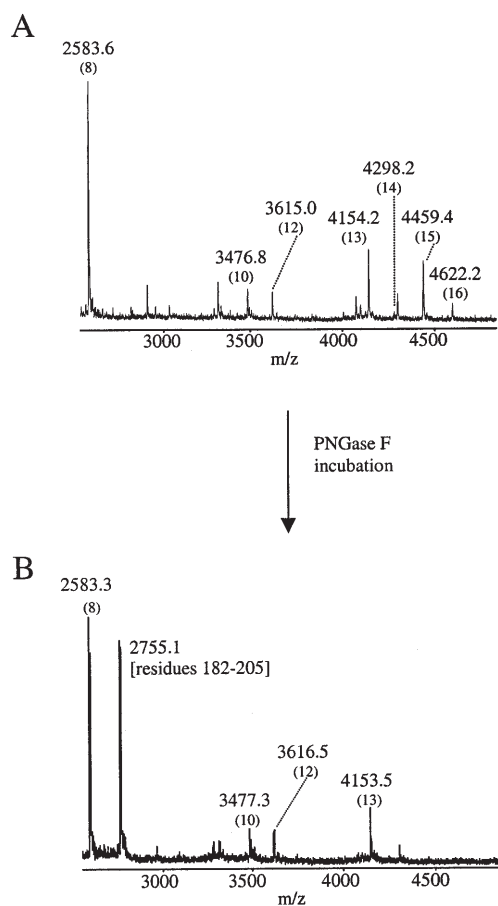 A
2583.6
(8)
4298.2
(14)
3615.0
(12)
4154.2
(13)
4459.4
(15)
3476.8
(10)
4622.2
(16)
3000 3500 4000 4500
m/z
PNGase F
incubation
B
2583.3
(8)
2755.1
[residues 182-205]
3616.5
(12)
3477.3
(10)
4153.5
(13)
3000 3500 4000 4500
m/z